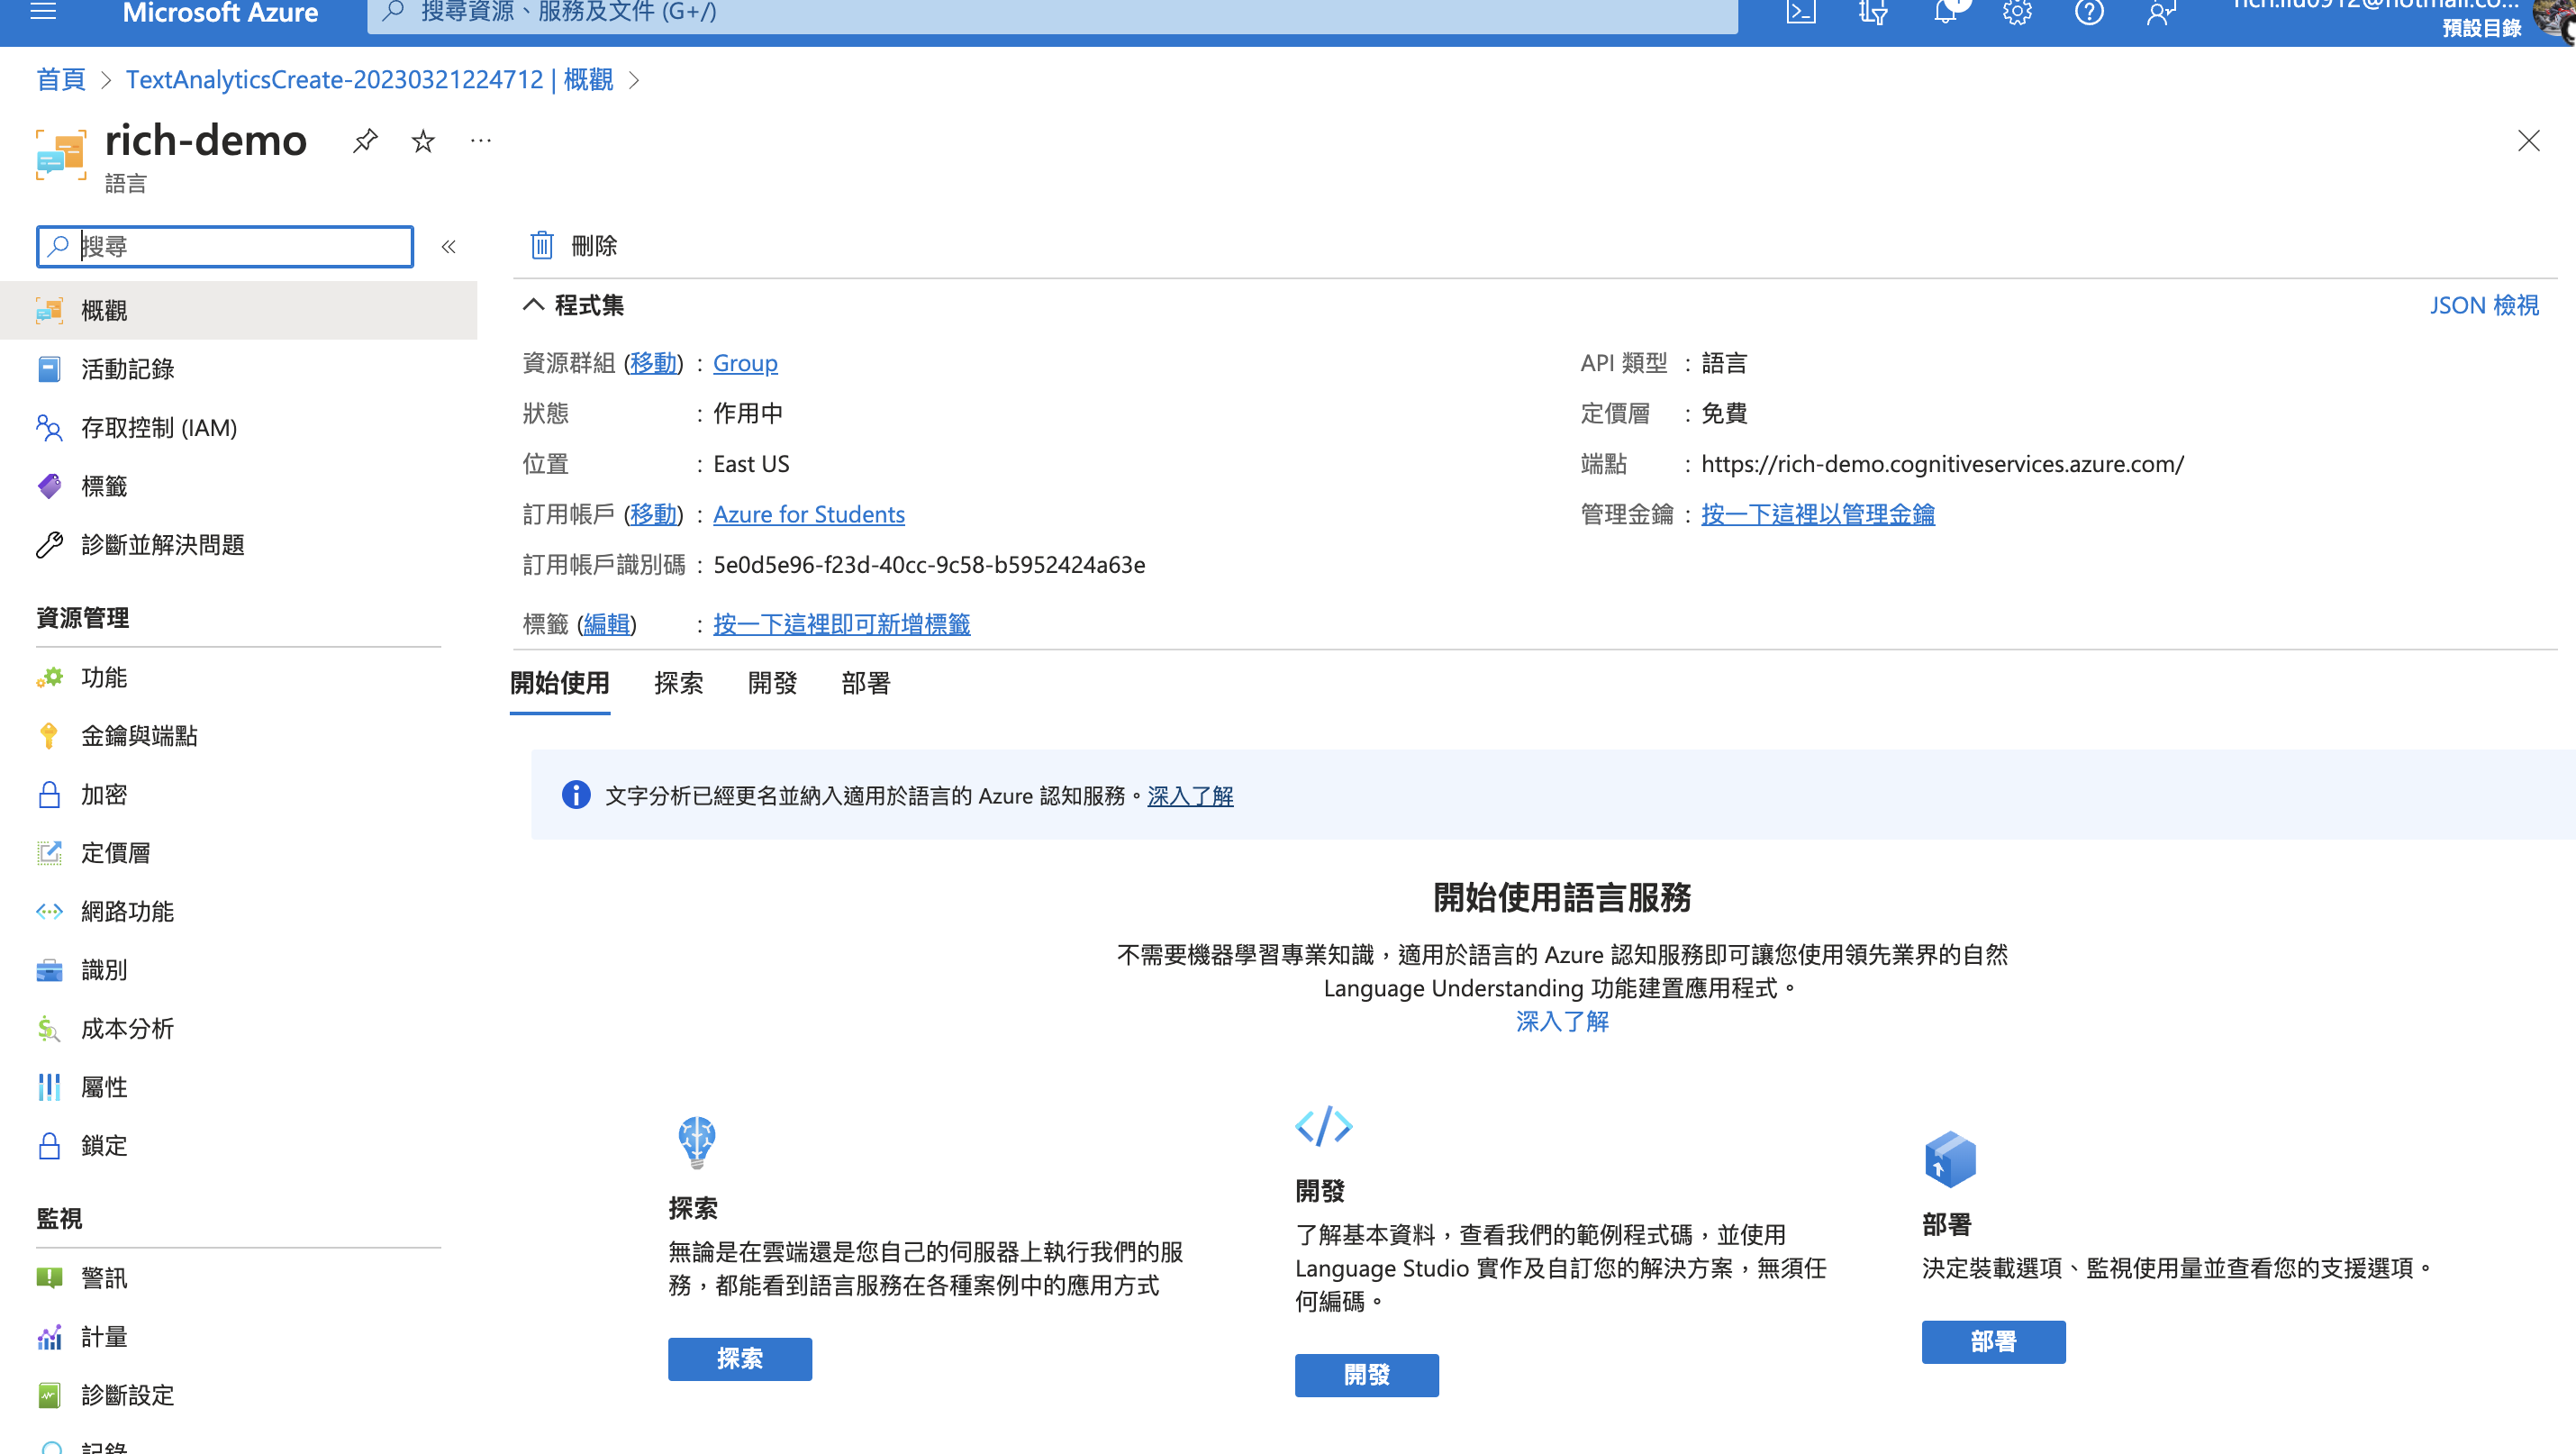 Microsoft Azure
搜尋資源、服務及文件 (G+/)
預設目錄
首頁 > TextAnalyticsCreate-20230321224712 | 概觀 >
rich-demo
語言
搜尋
概觀
活動記錄
存取控制 (IAM)
標籤
診斷並解決問題
資源管理
功能
金鑰與端點
加密
定價層
網路功能
識別
成本分析
屬性
鎖定
監視
警訊
計量
診斷設定
記錄
刪除
程式集
JSON 檢視
資源群組 (移動) : Group
狀態 : 作用中
位置 : East US
訂用帳戶 (移動) : Azure for Students
訂用帳戶識別碼 : 5e0d5e96-f23d-40cc-9c58-b5952424a63e
標籤 (編輯) : 按一下這裡即可新增標籤
API 類型 : 語言
定價層 : 免費
端點 : https://rich-demo.cognitiveservices.azure.com/
管理金鑰 : 按一下這裡以管理金鑰
開始使用 探索 開發 部署
文字分析已經更名並納入適用於語言的 Azure 認知服務。深入了解
開始使用語言服務
不需要機器學習專業知識，適用於語言的 Azure 認知服務即可讓您使用領先業界的自然
Language Understanding 功能建置應用程式。
深入了解
探索
無論是在雲端還是您自己的伺服器上執行我們的服
務，都能看到語言服務在各種案例中的應用方式
探索
開發
了解基本資料，查看我們的範例程式碼，並使用
Language Studio 實作及自訂您的解決方案，無須任
何編碼。
開發
部署
決定裝載選項、監視使用量並查看您的支援選項。
部署